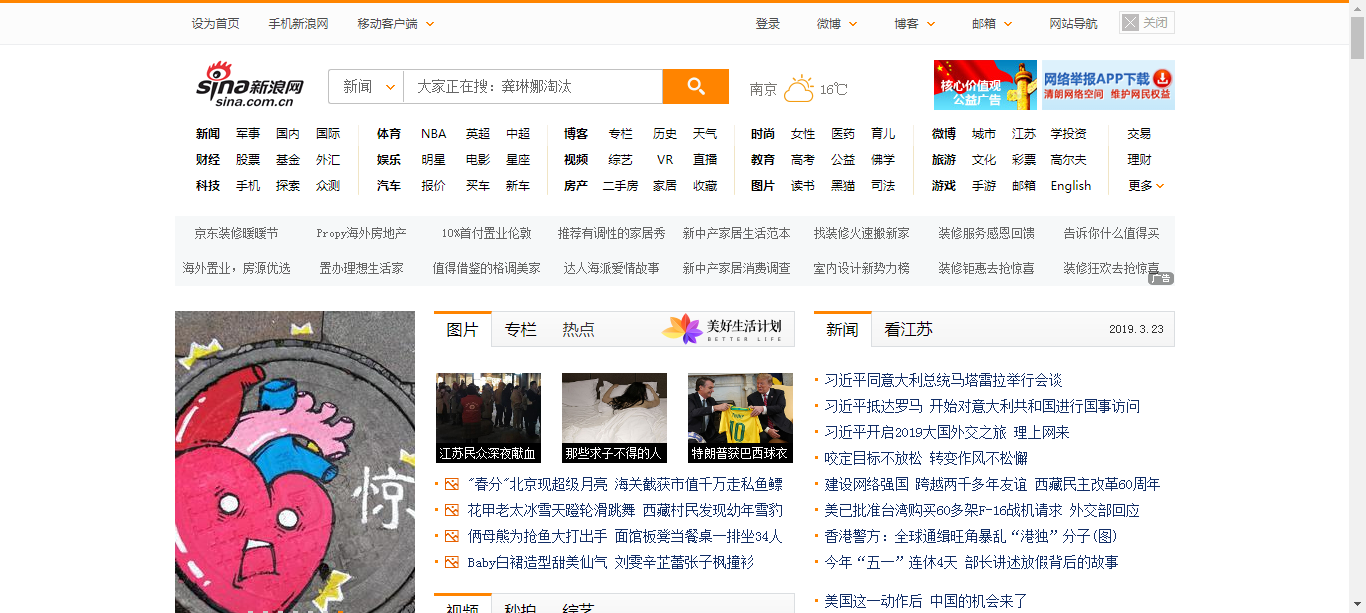 设为首页 手机新浪网 移动客户端 登录 微博 博客 邮箱 网站导航 关闭
sina新浪网
sina.com.cn
新闻 大家正在搜：龚琳娜淘汰
南京 16℃
核心价值观
公益广告
网络举报APP下载
清朗网络空间 维护网民权益
新闻 军事 国内 国际 体育 NBA 英超 中超 博客 专栏 历史 天气 时尚 女性 医药 育儿 微博 城市 江苏 学投资 交易
财经 股票 基金 外汇 娱乐 明星 电影 星座 视频 综艺 VR 直播 教育 高考 公益 佛学 旅游 文化 彩票 高尔夫 理财
科技 手机 探索 众测 汽车 报价 买车 新车 房产 二手房 家居 收藏 图片 读书 黑猫 司法 游戏 手游 邮箱 English 更多
京东装修暖暖节 Propy海外房地产 10%首付置业伦敦 推荐有调性的家居秀 新中产家居生活范本 找装修火速搬新家 装修服务感恩回馈 告诉你什么值得买
海外置业，房源优选 置办理想生活家 值得借鉴的格调美家 达人海派爱情故事 新中产家居消费调查 室内设计新势力榜 装修钜惠去抢惊喜 装修狂欢去抢惊喜
广告
惊
图片 专栏 热点
美好生活计划
BETTER LIFE
江苏民众深夜献血 那些求子不得的人 特朗普获巴西球衣
"春分"北京现超级月亮 海关截获市值千万走私鱼鳔
花甲老太冰雪天蹬轮滑跳舞 西藏村民发现幼年雪豹
俩母熊为抢鱼大打出手 面馆板凳当餐桌一排坐34人
Baby白裙造型甜美仙气 刘雯辛芷蕾张子枫撞衫
视频 秒拍 综艺
新闻 看江苏 2019.3.23
习近平同意大利总统马塔雷拉举行会谈
习近平抵达罗马 开始对意大利共和国进行国事访问
习近平开启2019大国外交之旅 理上网来
咬定目标不放松 转变作风不松懈
建设网络强国 跨越两千多年友谊 西藏民主改革60周年
美已批准台湾购买60多架F-16战机请求 外交部回应
香港警方：全球通缉旺角暴乱“港独”分子(图)
今年“五一”连休4天 部长讲述放假背后的故事
美国这一动作后 中国的机会来了